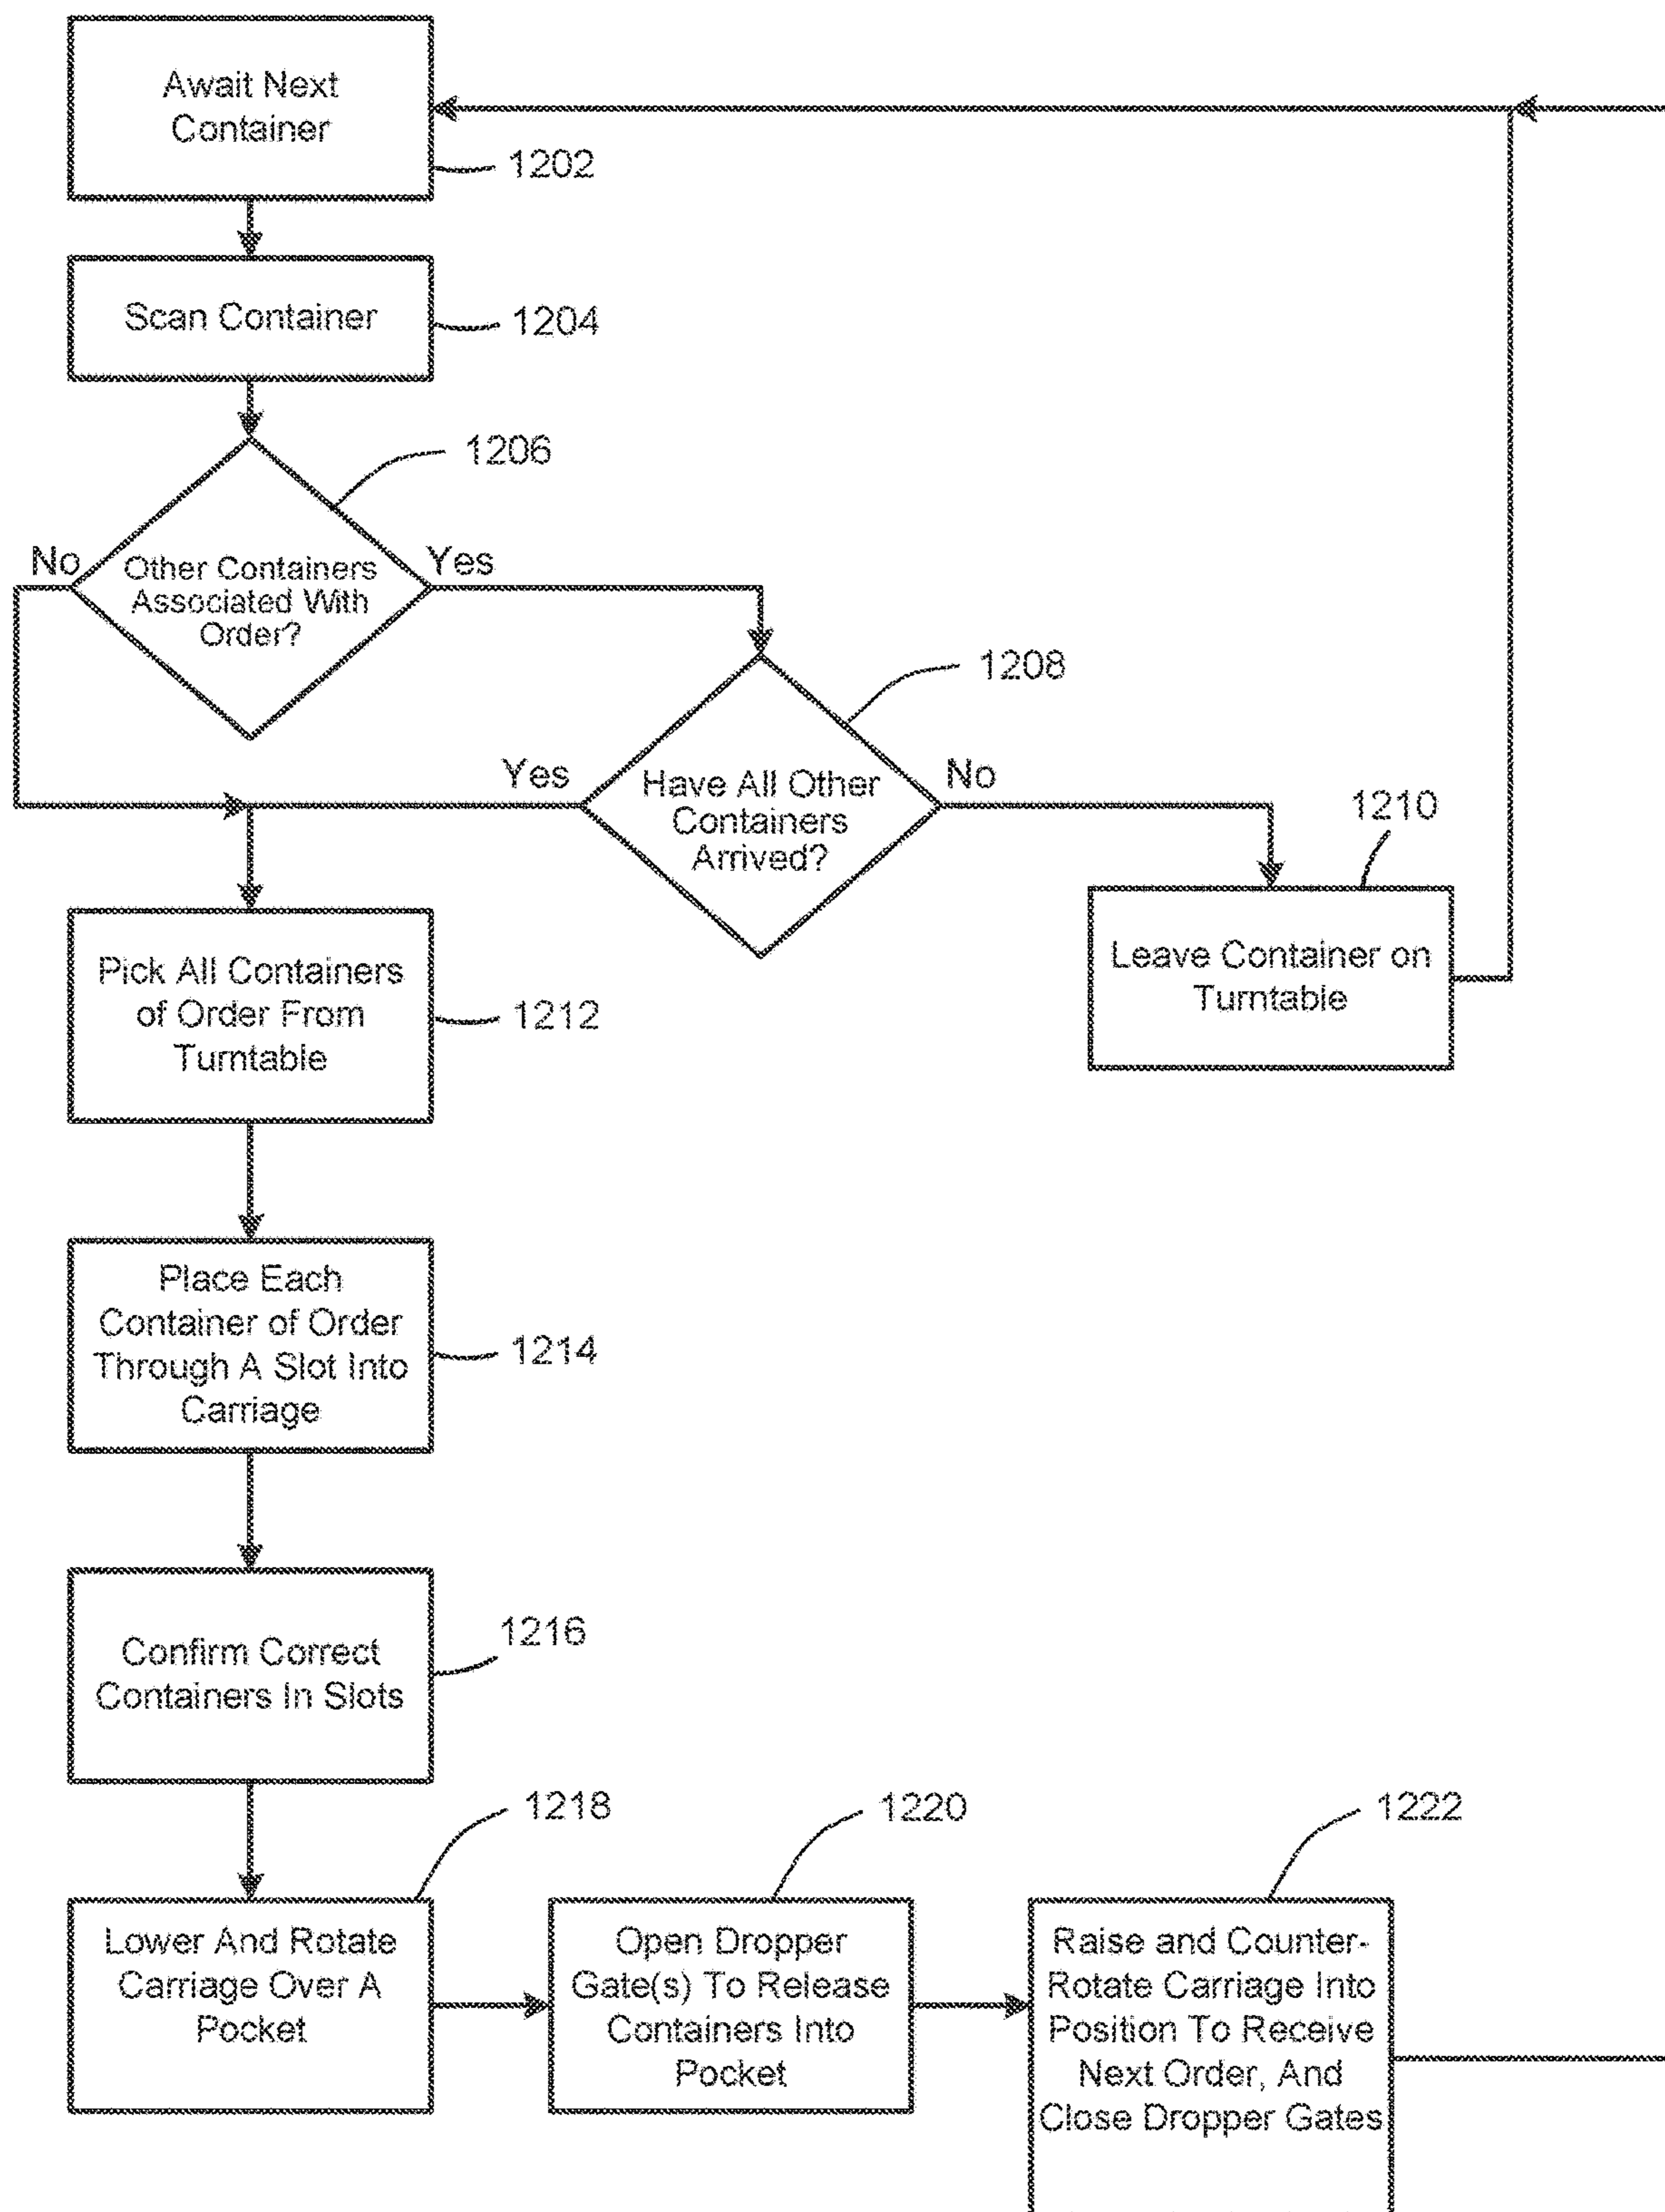 Await Next
Container
1202
Scan Container
1204
1206
No
Yes
Other Containers
Associated With
Order?
1208
Yes
No
Have All Other
Containers
Arrived?
1210
Leave Container on
Turntable
Pick All Containers
of Order From
Turntable
1212
Place Each
Container of Order
Through A Slot Into
Carriage
1214
Confirm Correct
Containers In Slots
1216
1218
Lower And Rotate
Carriage Over A
Pocket
1220
Open Dropper
Gate(s) To Release
Containers Into
Pocket
1222
Raise and Counter-
Rotate Carriage Into
Position To Receive
Next Order, And
Close Dropper Gates